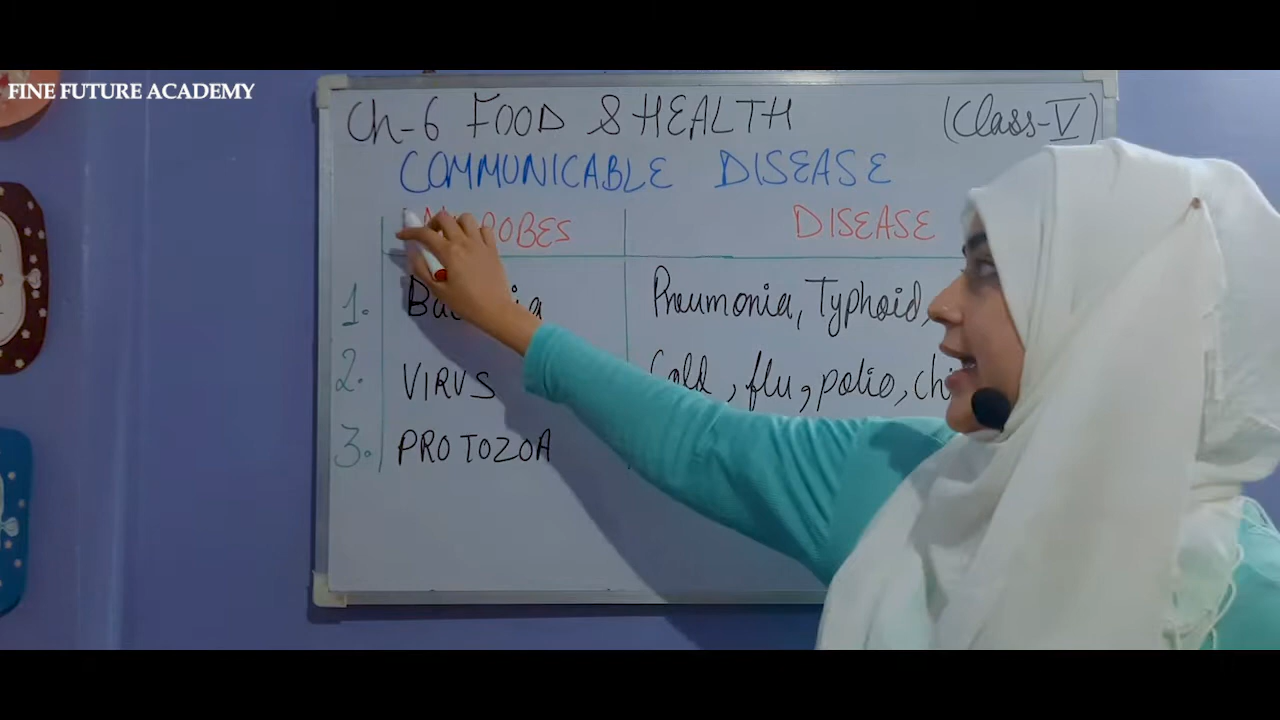 FINE FUTURE ACADEMY
Ch-6 FOOD & HEALTH (Class-V)
COMMUNICABLE DISEASE
DISEASE
1. Pneumonia, Typhoid,
2. VIRUS Cold, flu, polio,
3. PROTOZOA